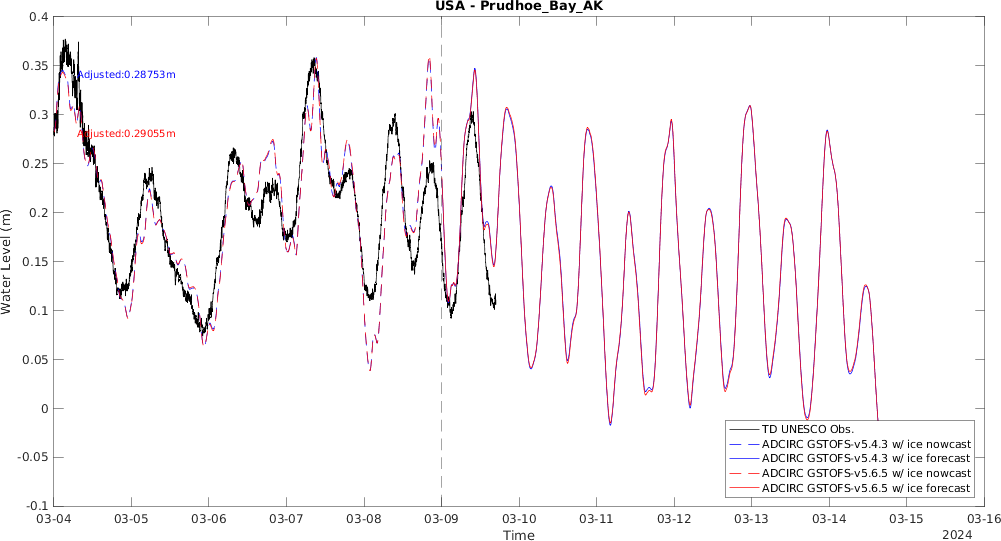 USA - Prudhoe_Bay_AK
0.4
0.35
0.3
0.25
0.2
0.15
0.1
0.05
0
-0.05
-0.1
Water Level (m)
Adjusted:0.28753m
Adjusted:0.29055m
TD UNESCO Obs.
ADCIRC GSTOFS-v5.4.3 w/ ice nowcast
ADCIRC GSTOFS-v5.4.3 w/ ice forecast
ADCIRC GSTOFS-v5.6.5 w/ ice nowcast
ADCIRC GSTOFS-v5.6.5 w/ ice forecast
03-04 03-05 03-06 03-07 03-08 03-09 03-10 03-11 03-12 03-13 03-14 03-15 03-16
Time
2024